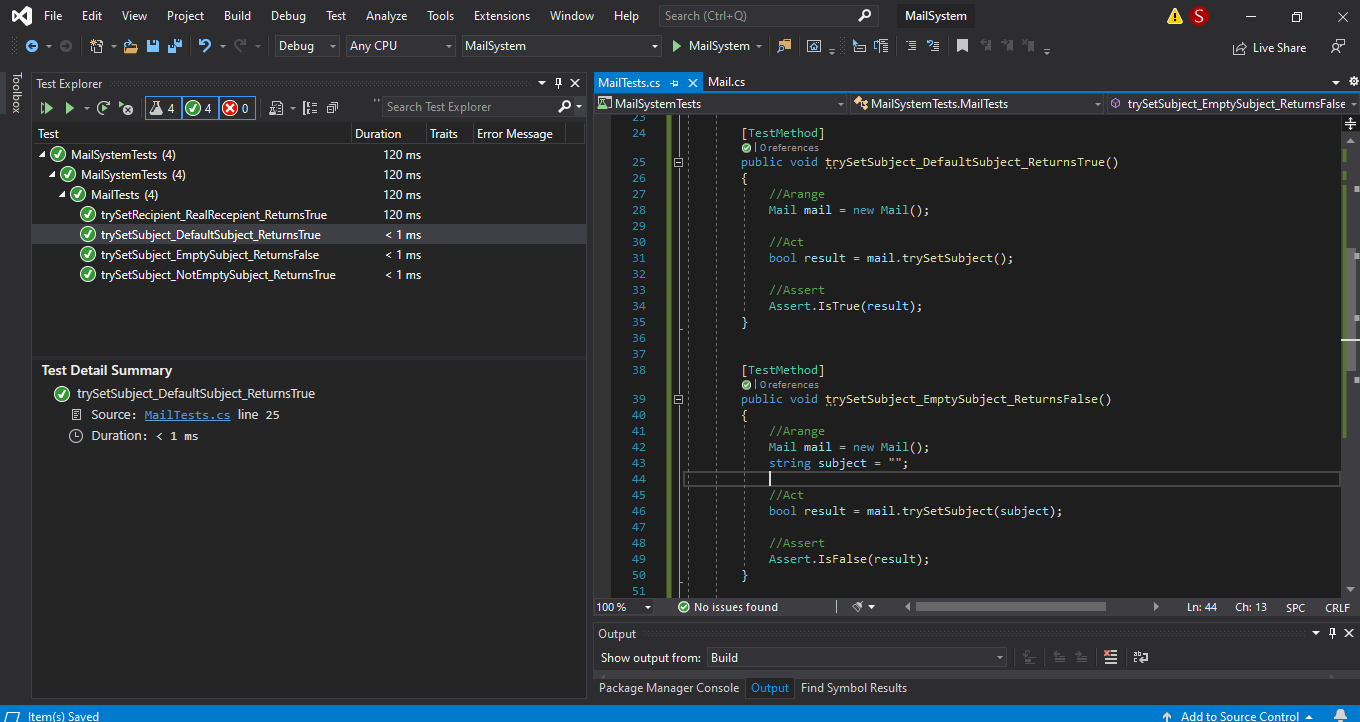 File Edit View Project Build Debug Test Analyze Tools Extensions Window Help Search (Ctrl+Q) MailSystem S
Debug Any CPU MailSystem MailSystem Live Share
Toolbox
Test Explorer
4 4 0 Search Test Explorer
Test Duration Traits Error Message
MailSystemTests (4) 120 ms
MailSystemTests (4) 120 ms
MailTests (4) 120 ms
trySetRecipient_RealRecepient_ReturnsTrue 120 ms
trySetSubject_DefaultSubject_ReturnsTrue < 1 ms
trySetSubject_EmptySubject_ReturnsFalse < 1 ms
trySetSubject_NotEmptySubject_ReturnsTrue < 1 ms
Test Detail Summary
trySetSubject_DefaultSubject_ReturnsTrue
Source: MailTests.cs line 25
Duration: < 1 ms
MailTests.cs Mail.cs
MailSystemTests MailSystemTests.MailTests trySetSubject_EmptySubject_ReturnsFalse
23
24 [TestMethod]
0 references
25 public void trySetSubject_DefaultSubject_ReturnsTrue()
26 {
27 //Arange
28 Mail mail = new Mail();
29
30 //Act
31 bool result = mail.trySetSubject();
32
33 //Assert
34 Assert.IsTrue(result);
35 }
36
37
38 [TestMethod]
0 references
39 public void trySetSubject_EmptySubject_ReturnsFalse()
40 {
41 //Arange
42 Mail mail = new Mail();
43 string subject = "";
44
45 //Act
46 bool result = mail.trySetSubject(subject);
47
48 //Assert
49 Assert.IsFalse(result);
50 }
51
100 % No issues found Ln: 44 Ch: 13 SPC CRLF
Output
Show output from: Build
Package Manager Console Output Find Symbol Results
Item(s) Saved Add to Source Control